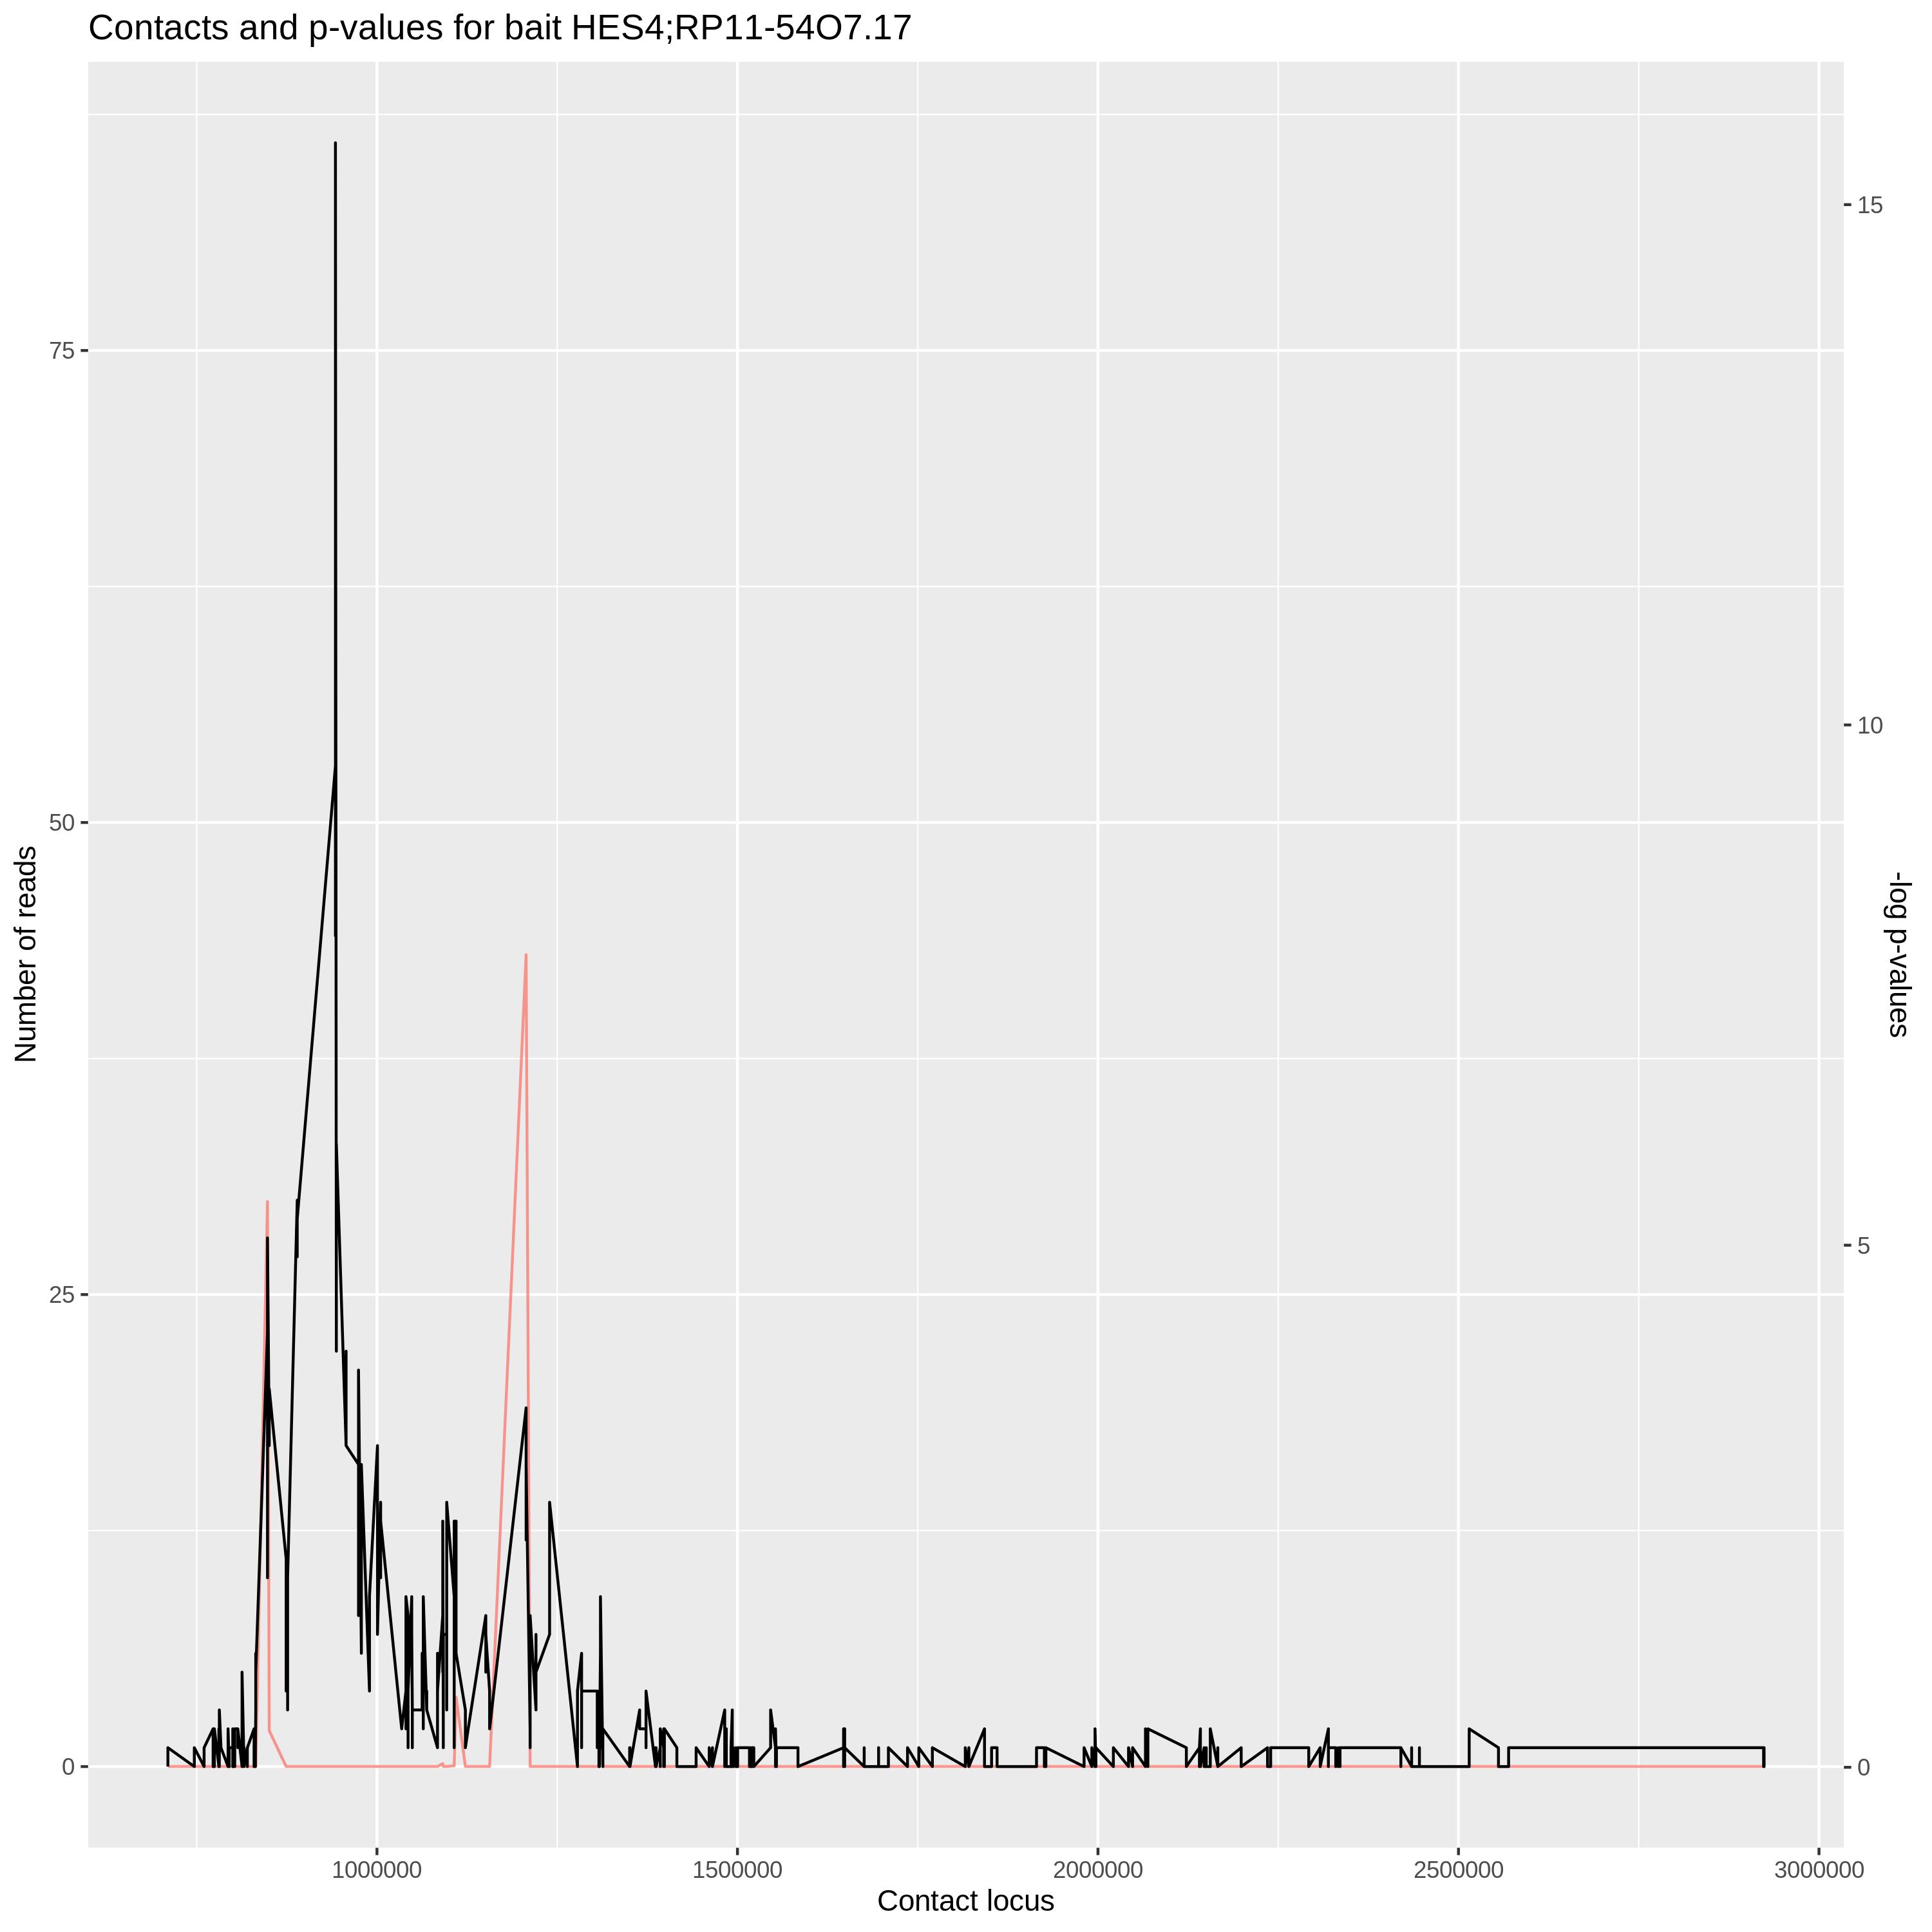 Contacts and p-values for bait HES4;RP11-54O7.17
Number of reads
75
50
25
0
15
10
5
0
-log p-values
1000000 1500000 2000000 2500000 3000000
Contact locus